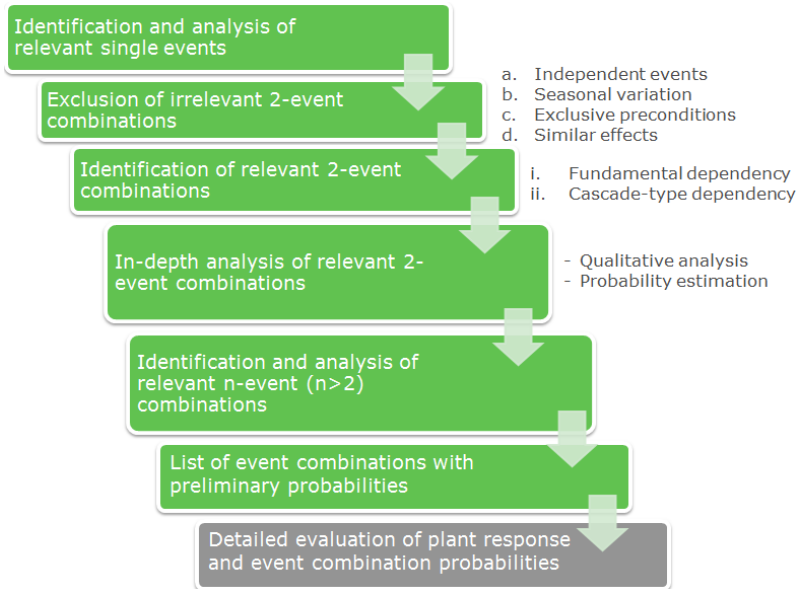 Identification and analysis of
relevant single events
Exclusion of irrelevant 2-event
combinations
a. Independent events
b. Seasonal variation
c. Exclusive preconditions
d. Similar effects
Identification of relevant 2-event
combinations
i. Fundamental dependency
ii. Cascade-type dependency
In-depth analysis of relevant 2-
event combinations
- Qualitative analysis
- Probability estimation
Identification and analysis of
relevant n-event (n>2)
combinations
List of event combinations with
preliminary probabilities
Detailed evaluation of plant response
and event combination probabilities